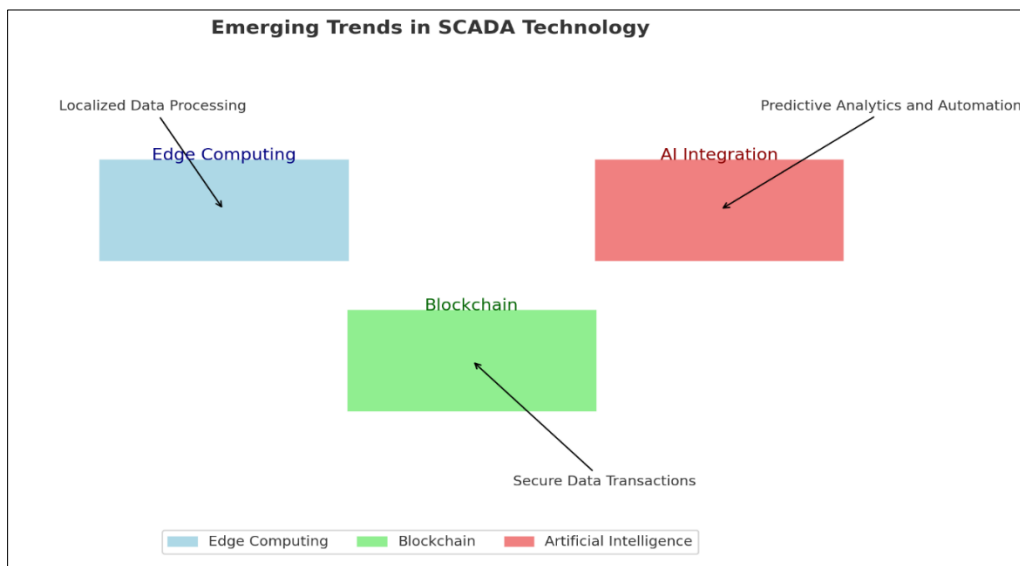 Emerging Trends in SCADA Technology
Localized Data Processing
Predictive Analytics and Automation
Edge Computing
AI Integration
Blockchain
Secure Data Transactions
Edge Computing
Blockchain
Artificial Intelligence